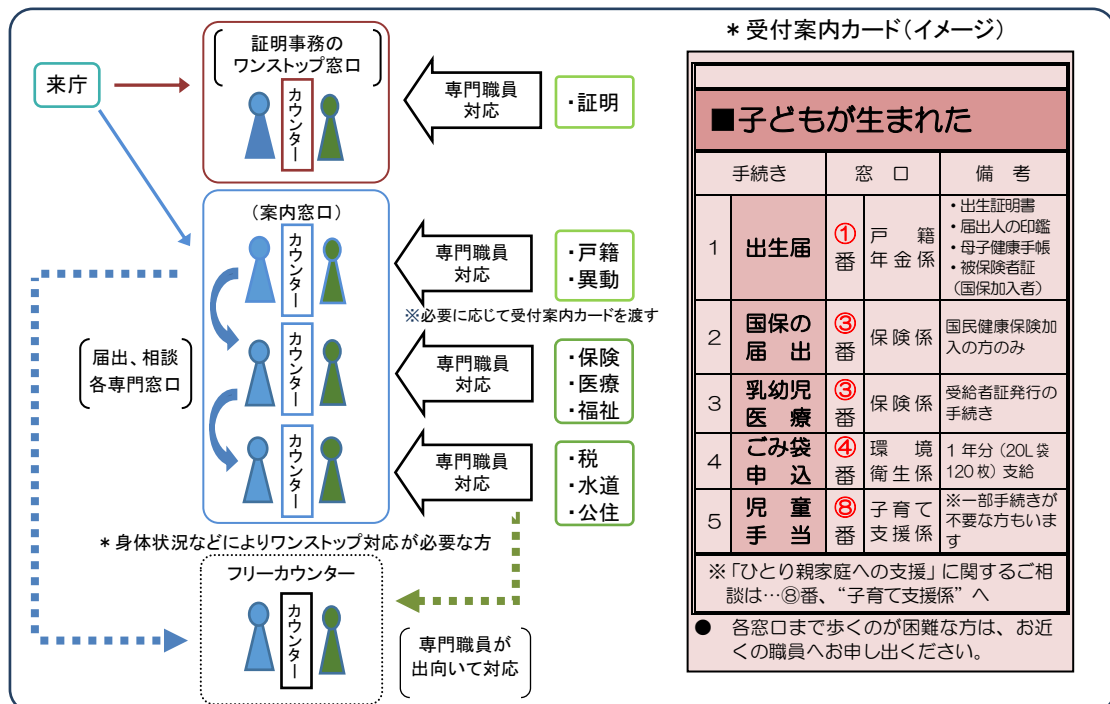 来庁
証明事務の
ワンストップ窓口
カウンター
専門職員
対応
・証明
(案内窓口)
カウンター
専門職員
対応
・戸籍
・異動
※必要に応じて受付案内カードを渡す
届出、相談
各専門窓口
カウンター
専門職員
対応
・保険
・医療
・福祉
カウンター
専門職員
対応
・税
・水道
・公住
*身体状況などによりワンストップ対応が必要な方
フリーカウンター
カウンター
専門職員が
出向いて対応
*受付案内カード(イメージ)
■子どもが生まれた
手続き 窓 口 備 考
1 出生届 ①番 戸 籍 年金係
・出生証明書
・届出人の印鑑
・母子健康手帳
・被保険者証
(国保加入者)
2 国保の届 出 ③番 保険係 国民健康保険加
入の方のみ
3 乳幼児医 療 ③番 保険係 受給者証発行の
手続き
4 ごみ袋申 込 ④番 環 境 衛生係 1年分(20L袋
120枚)支給
5 児 童手 当 ⑧番 子育て支援係 ※一部手続きが
不要な方もいま
す
※「ひとり親家庭への支援」に関するご相
談は…⑧番、“子育て支援係”へ
● 各窓口まで歩くのが困難な方は、お近
くの職員へお申し出ください。